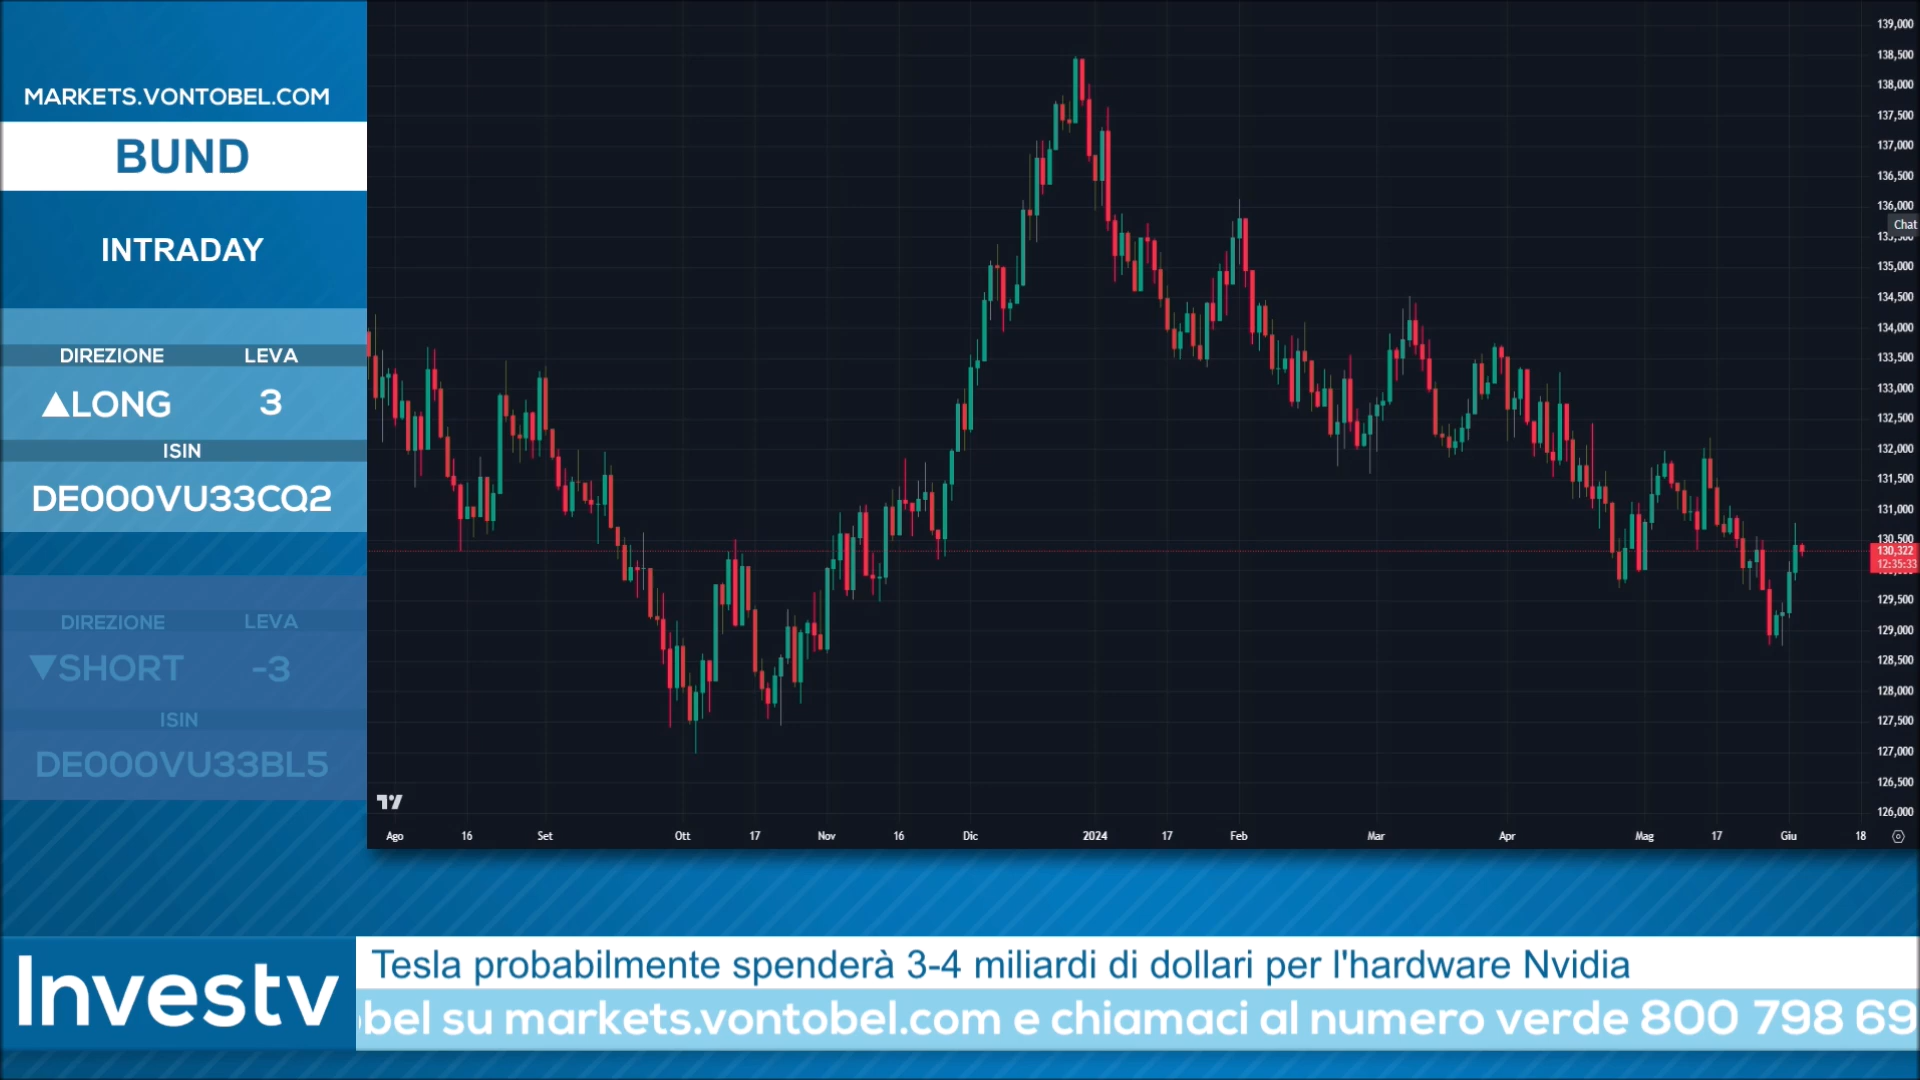 MARKETS.VONTOBEL.COM
BUND
INTRADAY
DIREZIONE LEVA
▲LONG 3
ISIN
DE000VU33CQ2
DIREZIONE LEVA
▼SHORT -3
ISIN
DE000VU33BL5
139,000
138,500
138,000
137,500
137,000
136,500
136,000
Chat
135,000
134,500
134,000
133,500
133,000
132,500
132,000
131,500
131,000
130,500
130,322
12:35:33
129,500
129,000
128,500
128,000
127,500
127,000
126,500
126,000
Ago 16 Set Ott 17 Nov 16 Dic 2024 17 Feb Mar Apr Mag 17 Giu 18
Investv
Tesla probabilmente spenderà 3-4 miliardi di dollari per l'hardware Nvidia
bel su markets.vontobel.com e chiamaci al numero verde 800 798 69